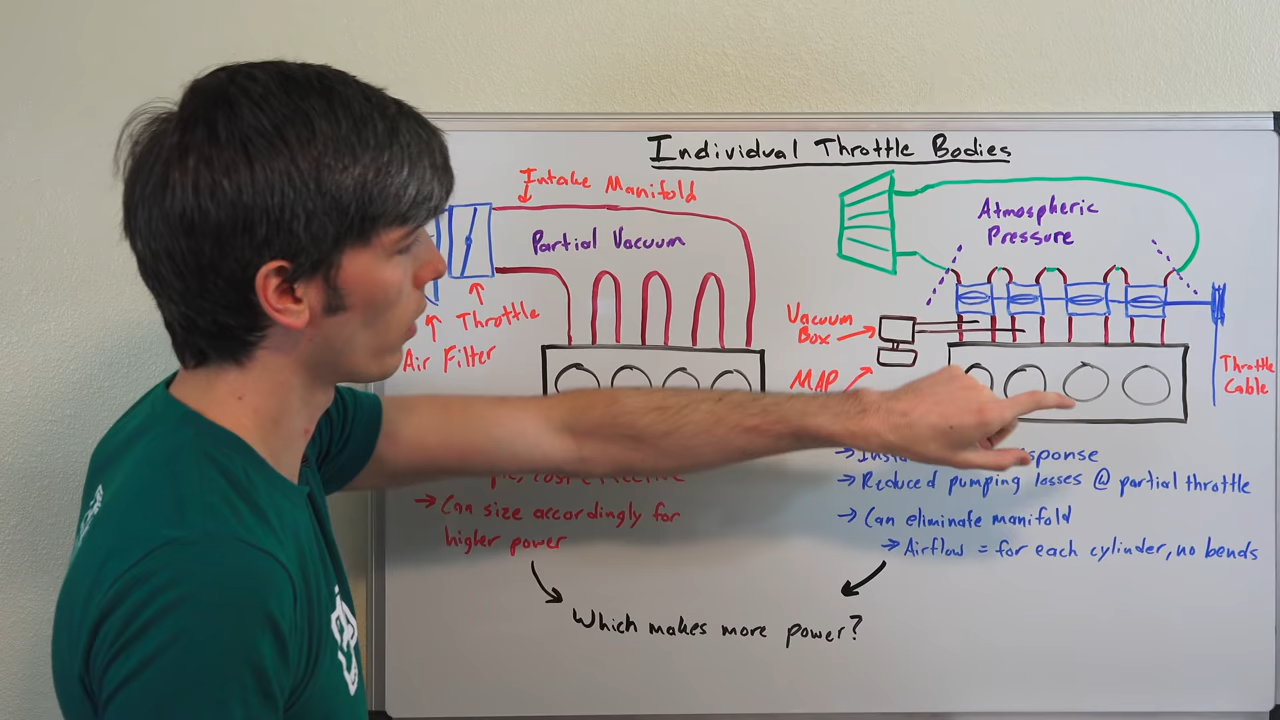 Individual Throttle Bodies
Intake Manifold
Partial Vacuum
Throttle
Air Filter
Atmospheric
Pressure
Vacuum
Box
MAP
Throttle
Cable
→ Can size accordingly for
higher power
→ Reduced pumping losses @ partial throttle
→ Can eliminate manifold
→ Airflow = for each cylinder, no bends
Which makes more power?